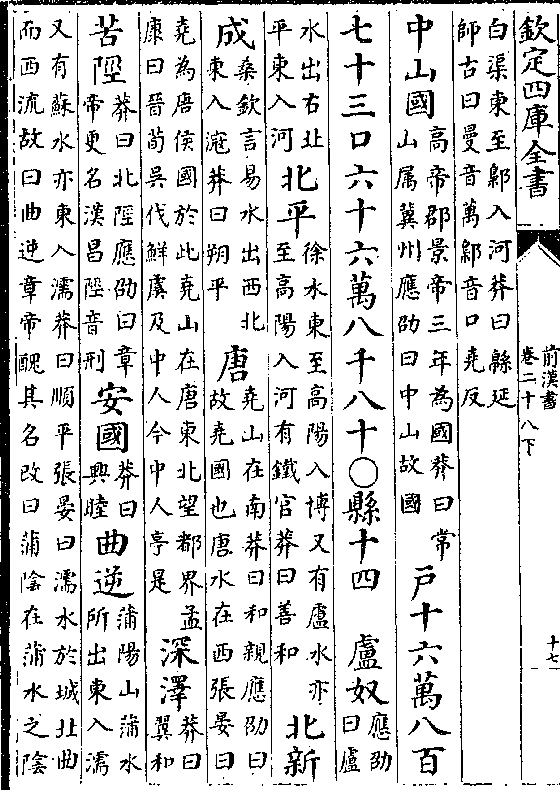 欽定四庫全書
前漢書
卷二十八下
十七
白渠東至鄡入河莽曰緜延
師古曰曼音萬鄡音口堯反
中山國高帝郡景帝三年為國莽曰常
山属冀州應劭曰中山故國戸十六萬八百
七十三口六十六萬八千八十○縣十四 盧奴應劭
曰盧
水出右北
平東入河北平徐水東至高陽入博又有盧水亦
至高陽入河有鐵官莽曰善和北新
成桑欽言易水出西北
東入滱莽曰朔平唐堯山在南莽曰和親應劭曰
故堯國也唐水在西張晏曰
堯為唐侯國於此堯山在唐東北望都界孟
康曰晉荀吳伐鮮虞及中人今中人亭是深澤莽曰
翼和
苦陘莽曰北陘應劭曰章
帝更名漢昌陘音刑安國莽曰
興睦曲逆蒲陽山蒲水
所出東入濡
又有蘇水亦東入濡莽曰順平張晏曰濡水於城北曲
而西流故曰曲逆章帝醜其名改曰蒲陰在蒲水之陰